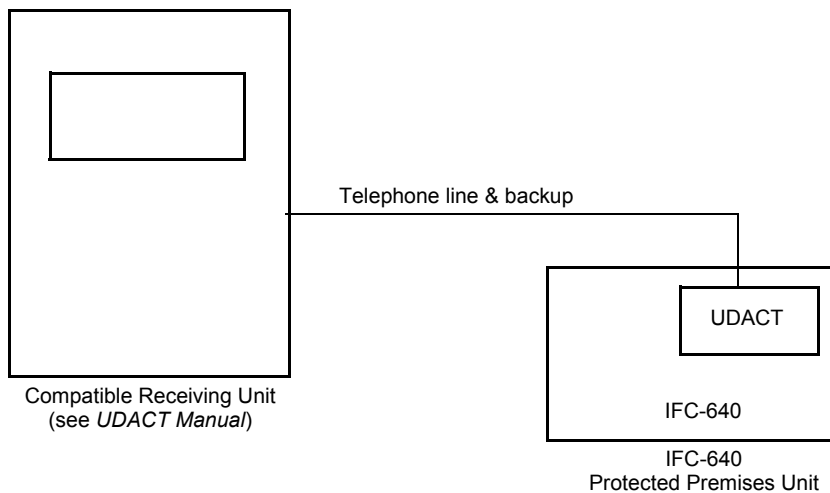 Telephone line & backup
UDACT
IFC-640
Compatible Receiving Unit
(see UDACT Manual)
IFC-640
Protected Premises Unit